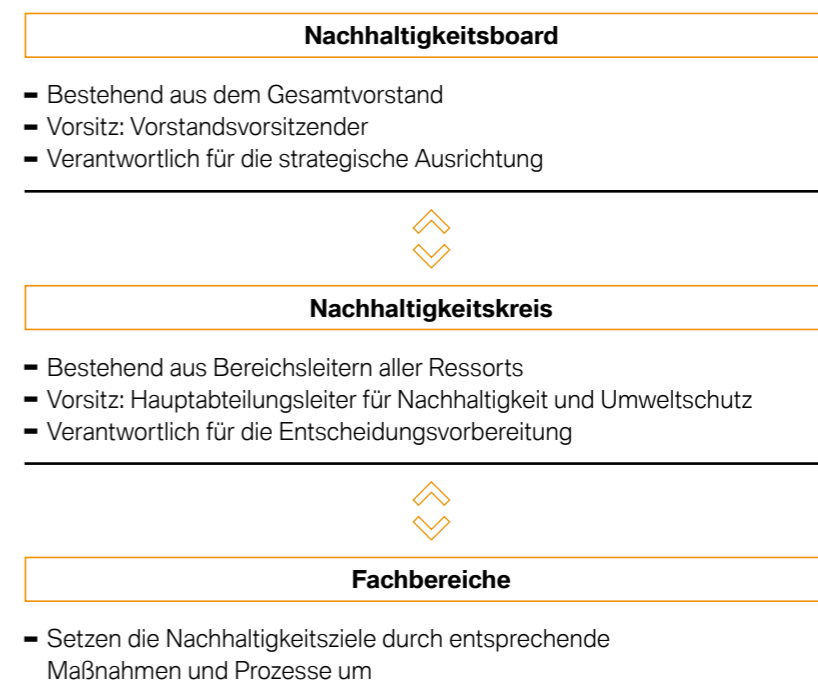 Nachhaltigkeitsboard
- Bestehend aus dem Gesamtvorstand
- Vorsitz: Vorstandsvorsitzender
- Verantwortlich für die strategische Ausrichtung
Nachhaltigkeitskreis
- Bestehend aus Bereichsleitern aller Ressorts
- Vorsitz: Hauptabteilungsleiter für Nachhaltigkeit und Umweltschutz
- Verantwortlich für die Entscheidungsvorbereitung
Fachbereiche
- Setzen die Nachhaltigkeitsziele durch entsprechende
Maßnahmen und Prozesse um